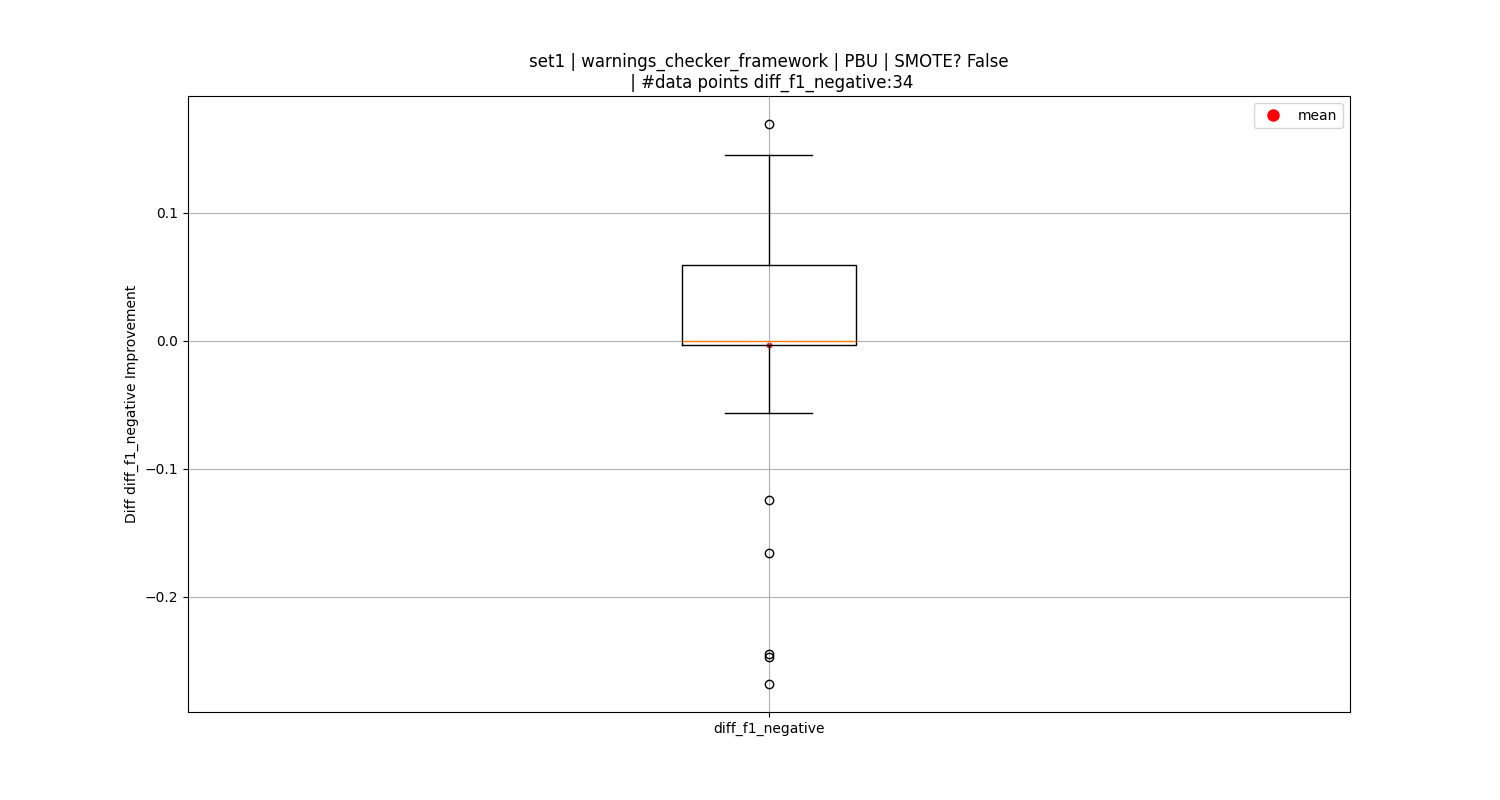 set1 | warnings_checker_framework | PBU | SMOTE? False
| #data points diff_f1_negative:34
mean
0.1
0.0
−0.1
−0.2
Diff diff_f1_negative Improvement
diff_f1_negative